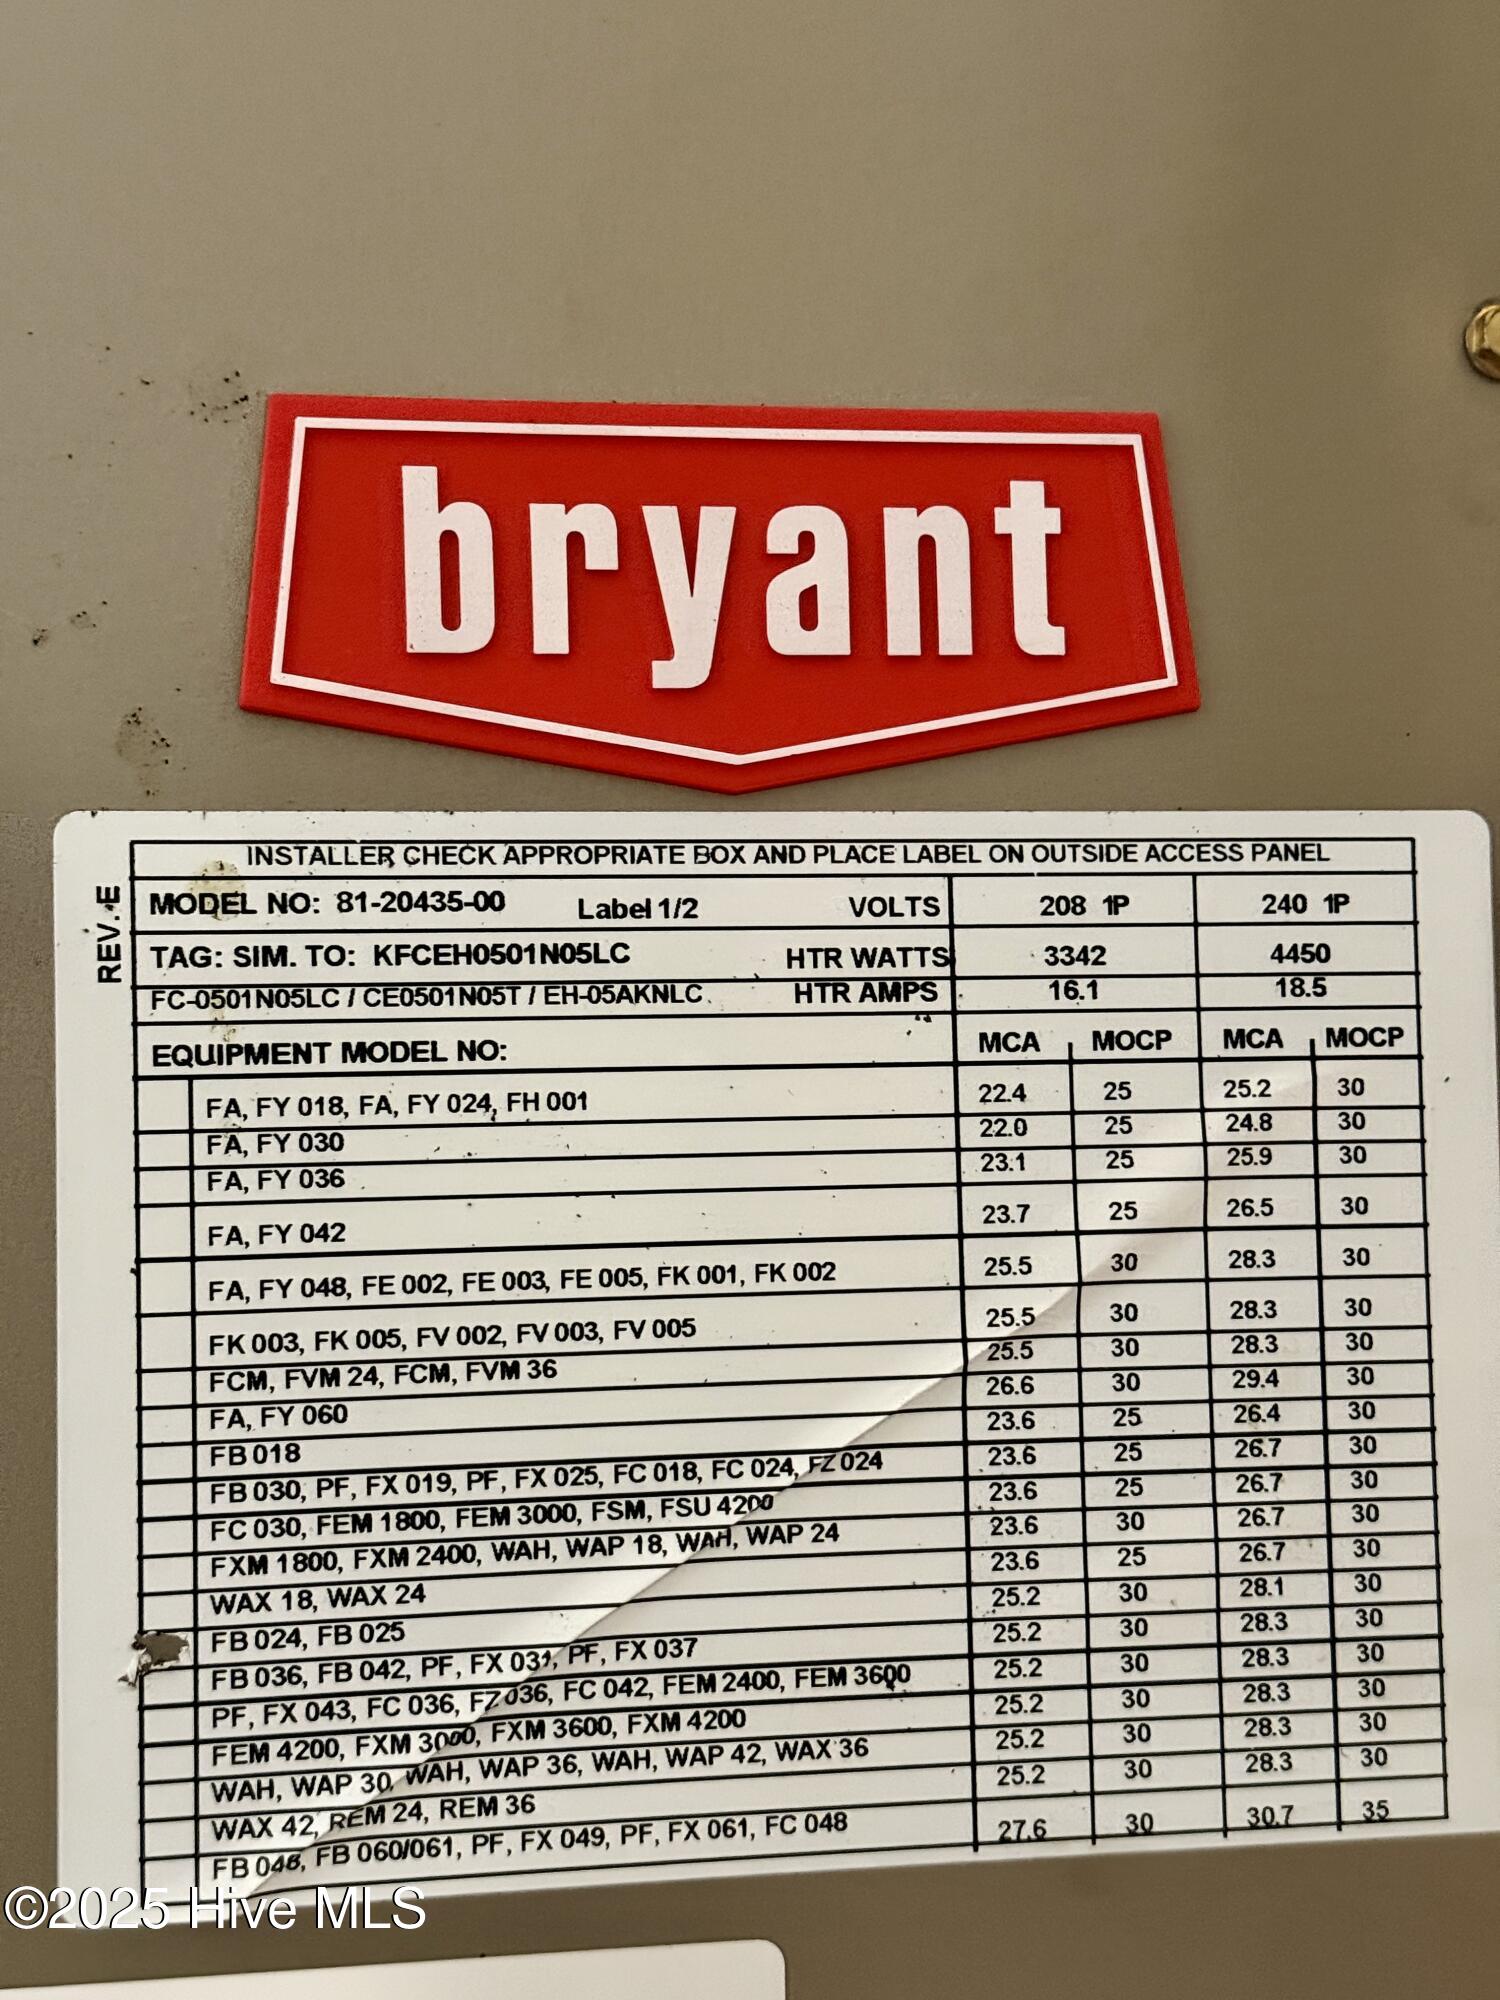 bryant
INSTALLER CHECK APPROPRIATE BOX AND PLACE LABEL ON OUTSIDE ACCESS PANEL
REV. E
MODEL NO: 81-20435-00 Label 1/2 VOLTS 208 1P 240 1P
TAG: SIM. TO: KFCEH0501N05LC HTR WATTS 3342 4450
FC-0501N05LC / CE0501N05T / EH-05AKNLC HTR AMPS 16.1 18.5
EQUIPMENT MODEL NO: MCA MOCP MCA MOCP
FA, FY 018, FA, FY 024, FH 001 22.4 25 25.2 30
FA, FY 030 22.0 25 24.8 30
FA, FY 036 23.1 25 25.9 30
FA, FY 042 23.7 25 26.5 30
FA, FY 048, FE 002, FE 003, FE 005, FK 001, FK 002 25.5 30 28.3 30
FK 003, FK 005, FV 002, FV 003, FV 005 25.5 30 28.3 30
FCM, FVM 24, FCM, FVM 36 25.5 30 28.3 30
FA, FY 060 26.6 30 29.4 30
FB 018 23.6 25 26.4 30
FB 030, PF, FX 019, PF, FX 025, FC 018, FC 024, FZ 024 23.6 25 26.7 30
FC 030, FEM 1800, FEM 3000, FSM, FSU 4200 23.6 25 26.7 30
FXM 1800, FXM 2400, WAH, WAP 18, WAH, WAP 24 23.6 30 26.7 30
WAX 18, WAX 24 23.6 25 26.7 30
FB 024, FB 025 25.2 30 28.1 30
FB 036, FB 042, PF, FX 031, PF, FX 037 25.2 30 28.3 30
PF, FX 043, FC 036, FZ 036, FC 042, FEM 2400, FEM 3600 25.2 30 28.3 30
FEM 4200, FXM 3000, FXM 3600, FXM 4200 25.2 30 28.3 30
WAH, WAP 30, WAH, WAP 36, WAH, WAP 42, WAX 36 25.2 30 28.3 30
WAX 42, REM 24, REM 36 25.2 30 28.3 30
FB 048, FB 060/061, PF, FX 049, PF, FX 061, FC 048 27.6 30 30.7 35
©2025 Hive MLS